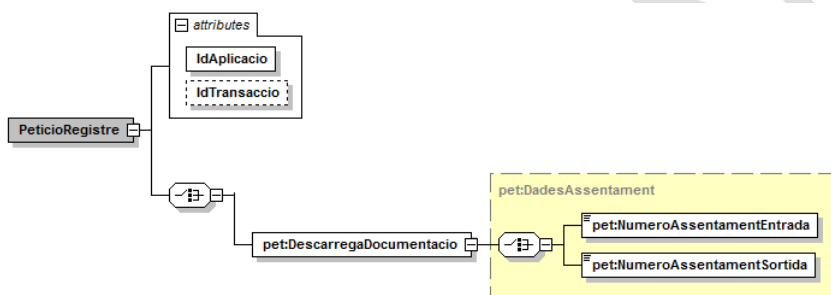 attributes
IdAplicacio
IdTransaccio
PeticioRegistre
pet:DadesAssentament
pet:NumeroAssentamentEntrada
pet:DescarregaDocumentacio
pet:NumeroAssentamentSortida